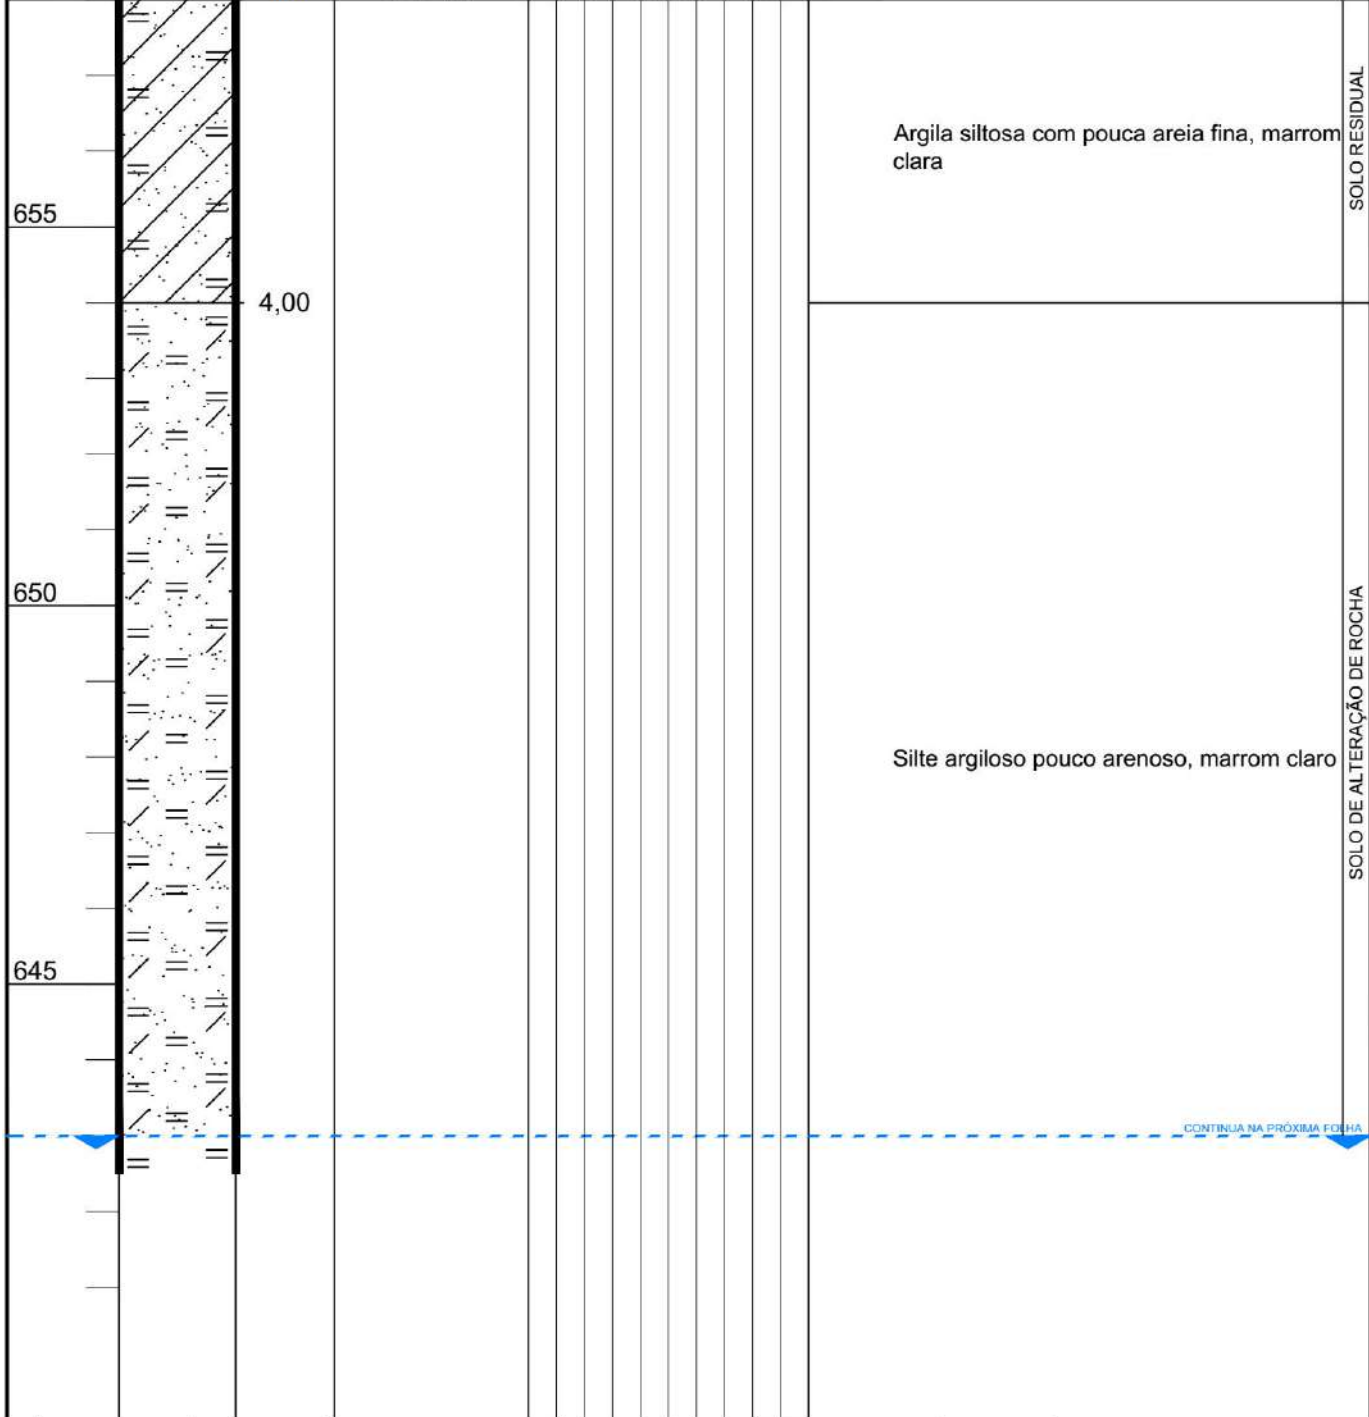 SOLO RESIDUAL
Argila siltosa com pouca areia fina, marrom
clara
655
4,00
650
SOLO DE ALTERAÇÃO DE ROCHA
Silte argiloso pouco arenoso, marrom claro
645
CONTINUA NA PRÓXIMA FOLHA